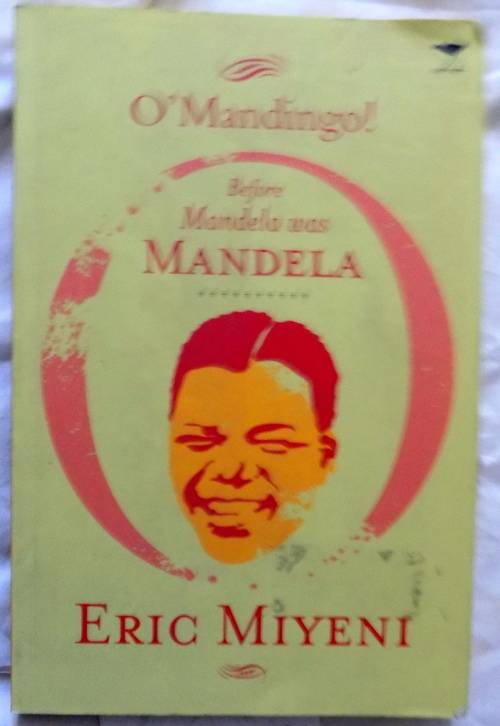 O'Mandingo!
Before
Mandela was
MANDELA
ERIC MIYENI